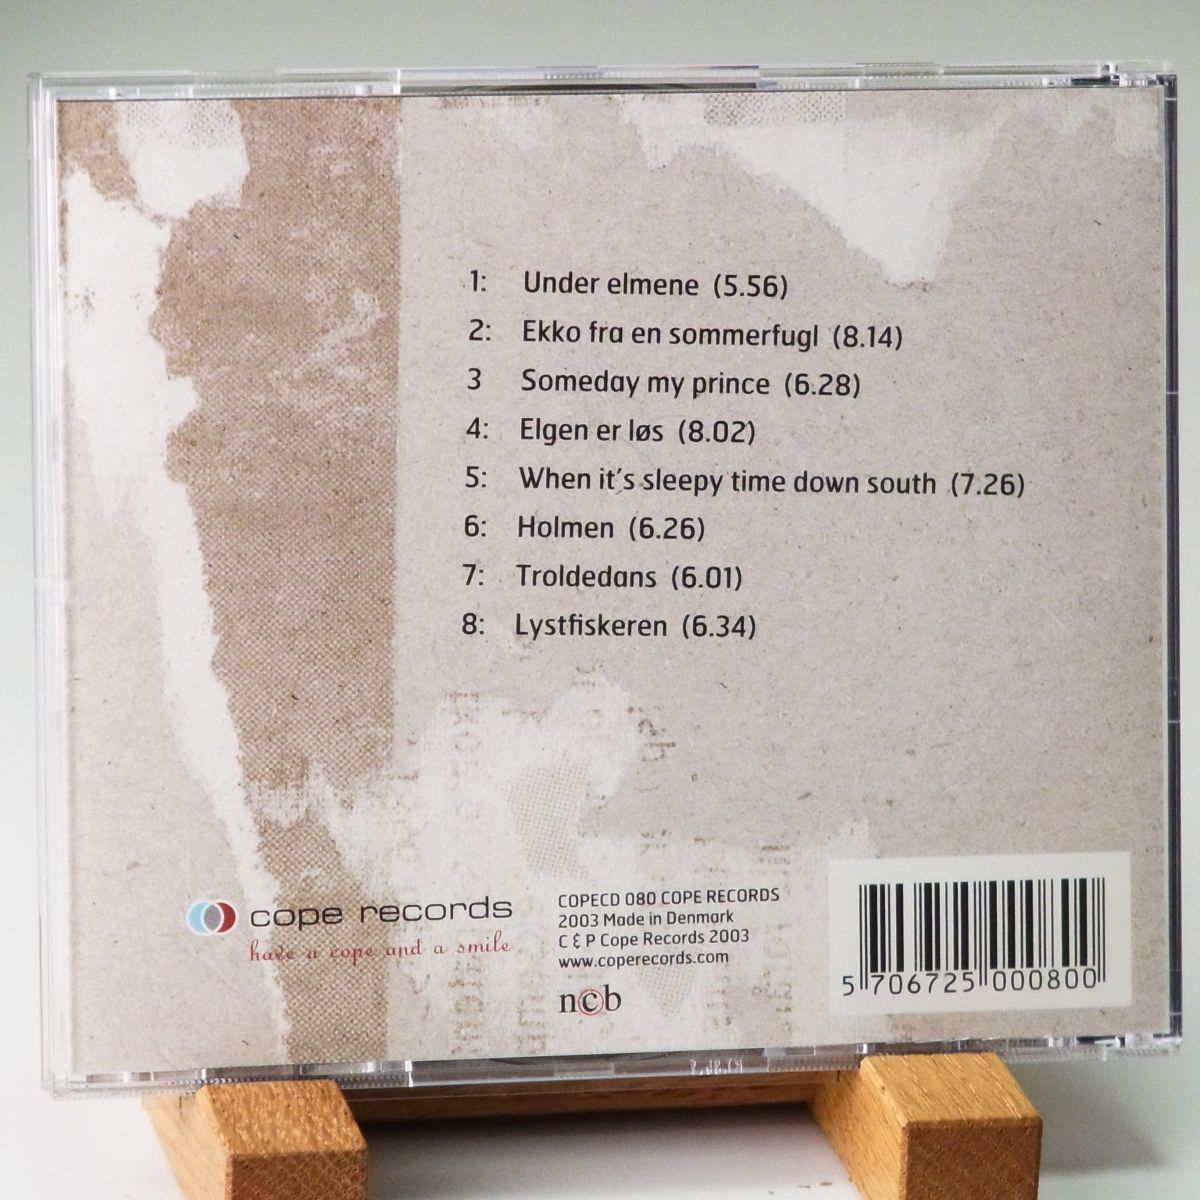 1: Under elmene (5.56)
2: Ekko fra en sommerfugl (8.14)
3 Someday my prince (6.28)
4: Elgen er løs (8.02)
5: When it's sleepy time down south (7.26)
6: Holmen (6.26)
7: Troldedans (6.01)
8: Lystfiskeren (6.34)
cope records
have a cope and a smile
COPECD 080 COPE RECORDS
2003 Made in Denmark
C & P Cope Records 2003
www.coperecords.com
ncb
5 706725 000800